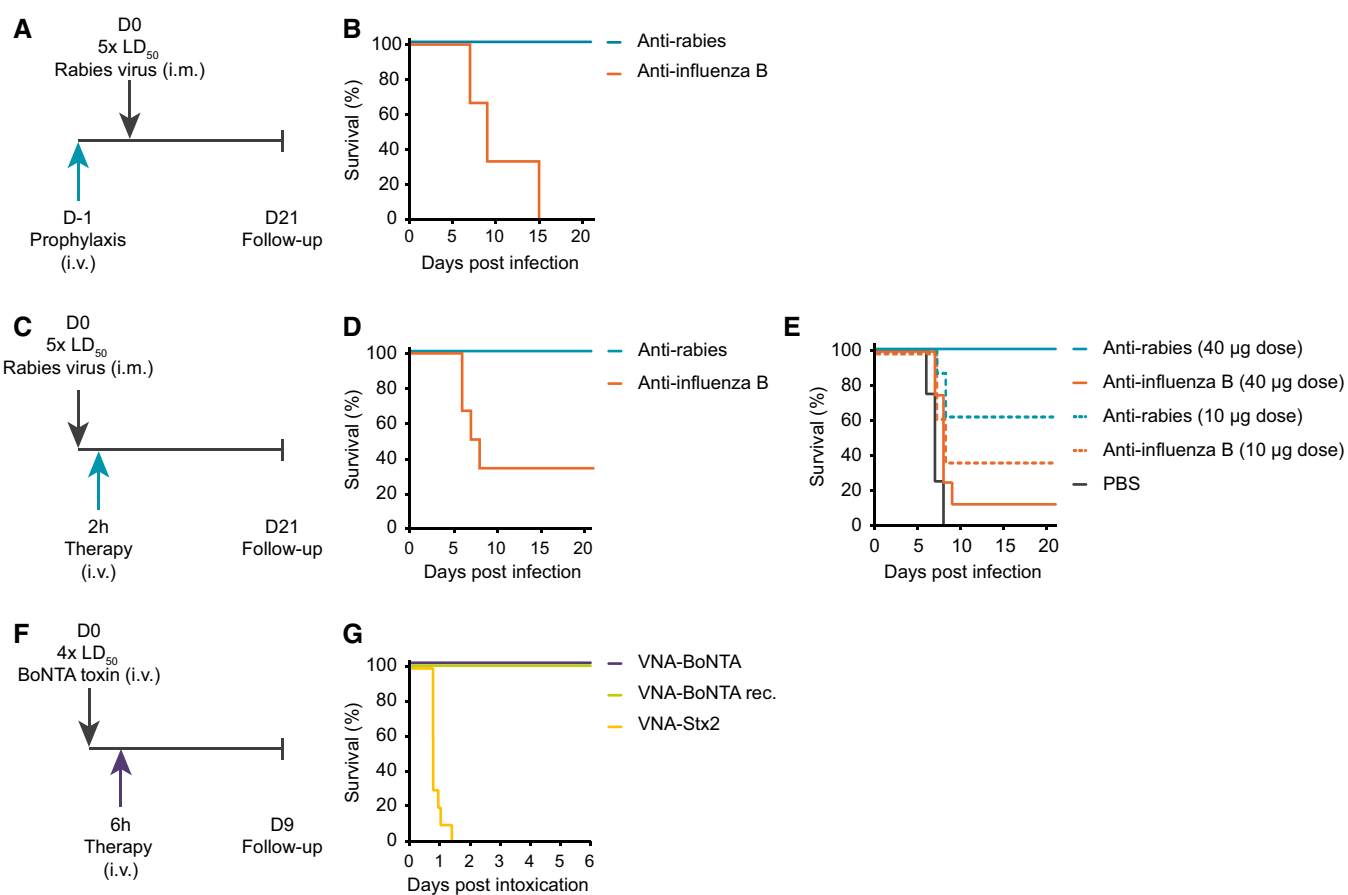 A
D0
5x LD50
Rabies virus (i.m.)
D-1
Prophylaxis
(i.v.)
D21
Follow-up
B
Survival (%)
100
80
60
40
20
0
0 5 10 15 20
Days post infection
Anti-rabies
Anti-influenza B
C
D0
5x LD50
Rabies virus (i.m.)
2h
Therapy
(i.v.)
D21
Follow-up
D
Survival (%)
100
80
60
40
20
0
0 5 10 15 20
Days post infection
Anti-rabies
Anti-influenza B
E
Survival (%)
100
80
60
40
20
0
0 5 10 15 20
Days post infection
Anti-rabies (40 µg dose)
Anti-influenza B (40 µg dose)
Anti-rabies (10 µg dose)
Anti-influenza B (10 µg dose)
PBS
F
D0
4x LD50
BoNTA toxin (i.v.)
6h
Therapy
(i.v.)
D9
Follow-up
G
Survival (%)
100
80
60
40
20
0
0 1 2 3 4 5 6
Days post intoxication
VNA-BoNTA
VNA-BoNTA rec.
VNA-Stx2